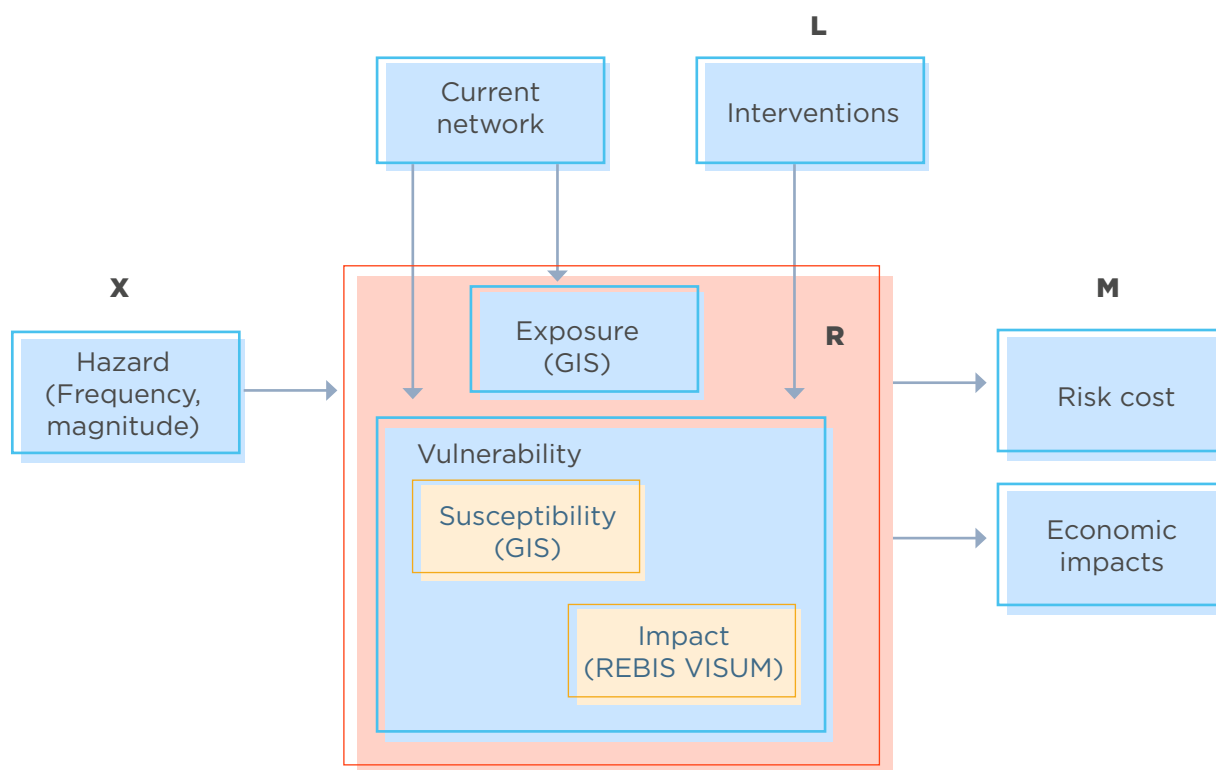 L
Current
network
Interventions
X
M
Hazard
(Frequency,
magnitude)
Exposure
(GIS)
R
Risk cost
Vulnerability
Susceptibility
(GIS)
Economic
impacts
Impact
(REBIS VISUM)